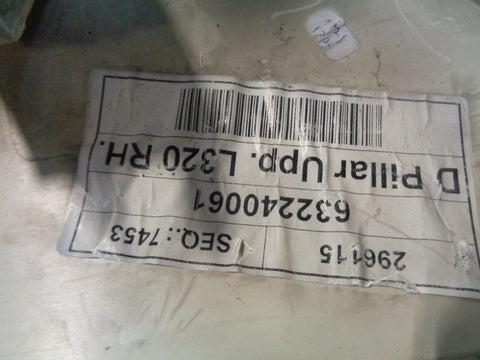 296115 SEQ.: 7453
632240061
D Pillar Upp. L320 RH.